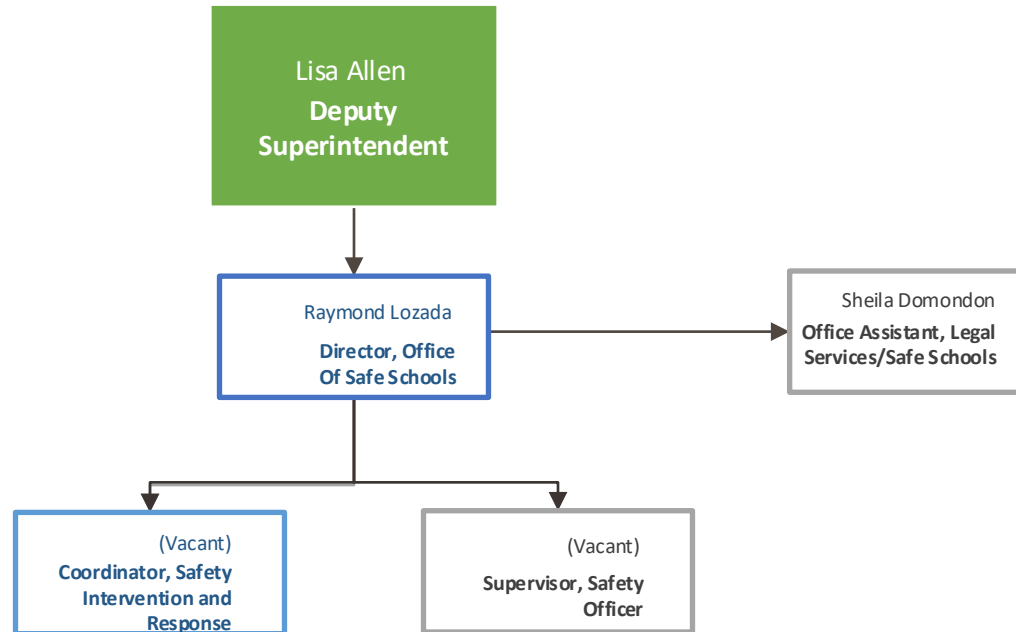 Lisa Allen
Deputy
Superintendent
Raymond Lozada
Director, Office
Of Safe Schools
Sheila Domondon
Office Assistant, Legal
Services/Safe Schools
(Vacant)
Coordinator, Safety
Intervention and
Response
(Vacant)
Supervisor, Safety
Officer